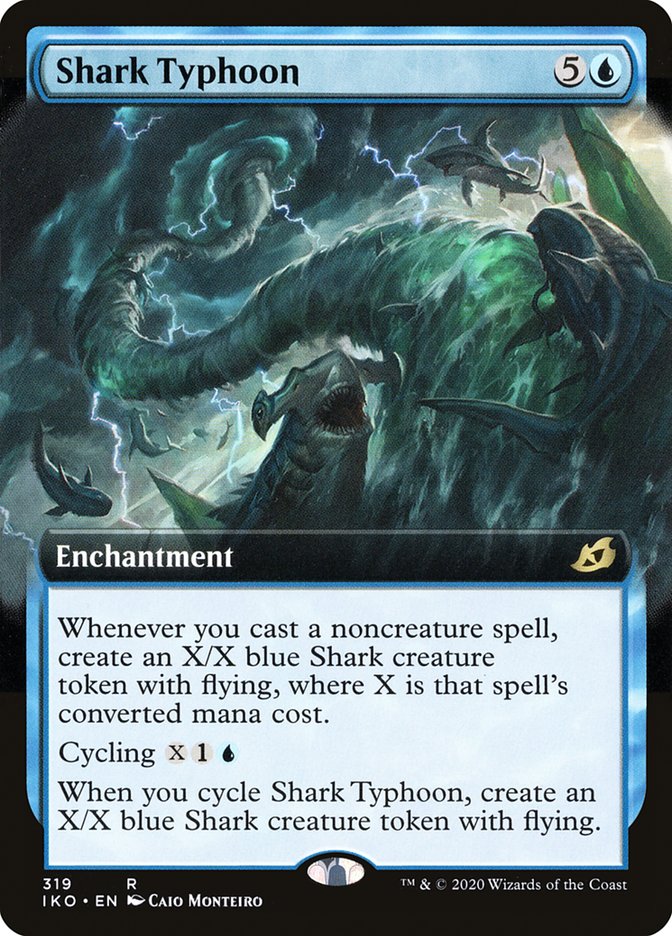 Shark Typhoon 5
Enchantment
Whenever you cast a noncreature spell,
create an X/X blue Shark creature
token with flying, where X is that spell's
converted mana cost.
Cycling X 1
When you cycle Shark Typhoon, create an
X/X blue Shark creature token with flying.
319 R ™ & © 2020 Wizards of the Coast
IKO • EN Caio Monteiro